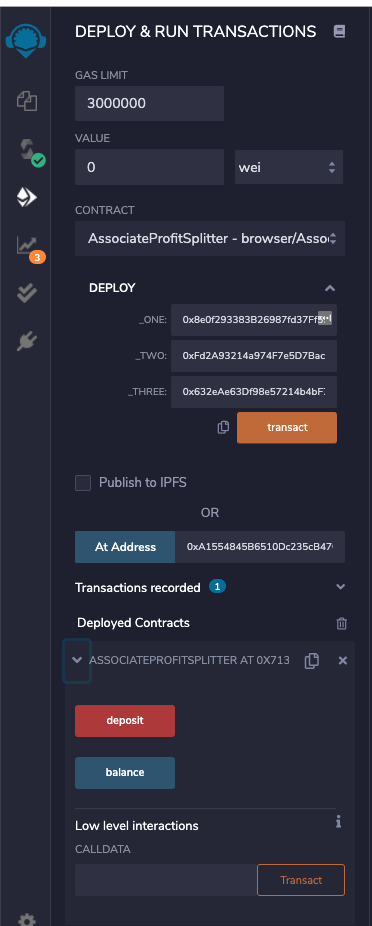 DEPLOY & RUN TRANSACTIONS
GAS LIMIT
3000000
VALUE
0 wei
CONTRACT
AssociateProfitSplitter - browser/Asso
DEPLOY
_ONE: 0x8e0f293383B26987fd37Ff5
_TWO: 0xFd2A93214a974F7e5D7Bac
_THREE: 0x632eAe63Df98e57214b4bF
transact
Publish to IPFS
OR
At Address 0xA1554845B6510Dc235cB47
Transactions recorded 1
Deployed Contracts
ASSOCIATEPROFITSPLITTER AT 0X713
deposit
balance
Low level interactions
CALLDATA
Transact
3